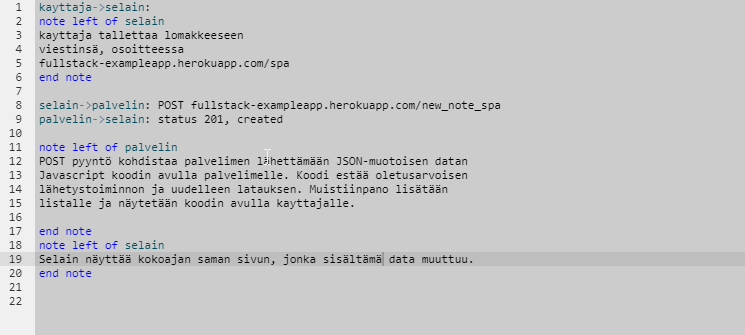 1 kayttaja->selain:
2 note left of selain
3 kayttaja tallettaa lomakkeeseen
4 viestinsä, osoitteessa
5 fullstack-exampleapp.herokuapp.com/spa
6 end note
7
8 selain->palvelin: POST fullstack-exampleapp.herokuapp.com/new_note_spa
9 palvelin->selain: status 201, created
10
11 note left of palvelin
12 POST pyyntö kohdistaa palvelimen lähettämään JSON-muotoisen datan
13 Javascript koodin avulla palvelimelle. Koodi estää oletusarvoisen
14 lähetystoiminnon ja uudelleen latauksen. Muistiinpano lisätään
15 listalle ja näytetään koodin avulla kayttajalle.
16
17 end note
18 note left of selain
19 Selain näyttää kokoajan saman sivun, jonka sisältämä data muuttuu.
20 end note
21
22